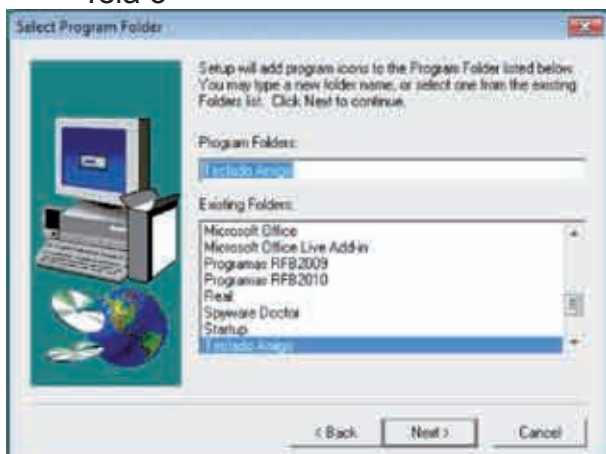 Select Program Folder
Setup will add program icons to the Program Folder listed below.
You may type a new folder name, or select one from the existing
Folders list. Click Next to continue.
Program Folders:
Teclado Amigo
Existing Folders:
Microsoft Office
Microsoft Office Live Add-in
Programas RFB2009
Programas RFB2010
Real
Spyware Doctor
Startup
Teclado Amigo
< Back
Next >
Cancel